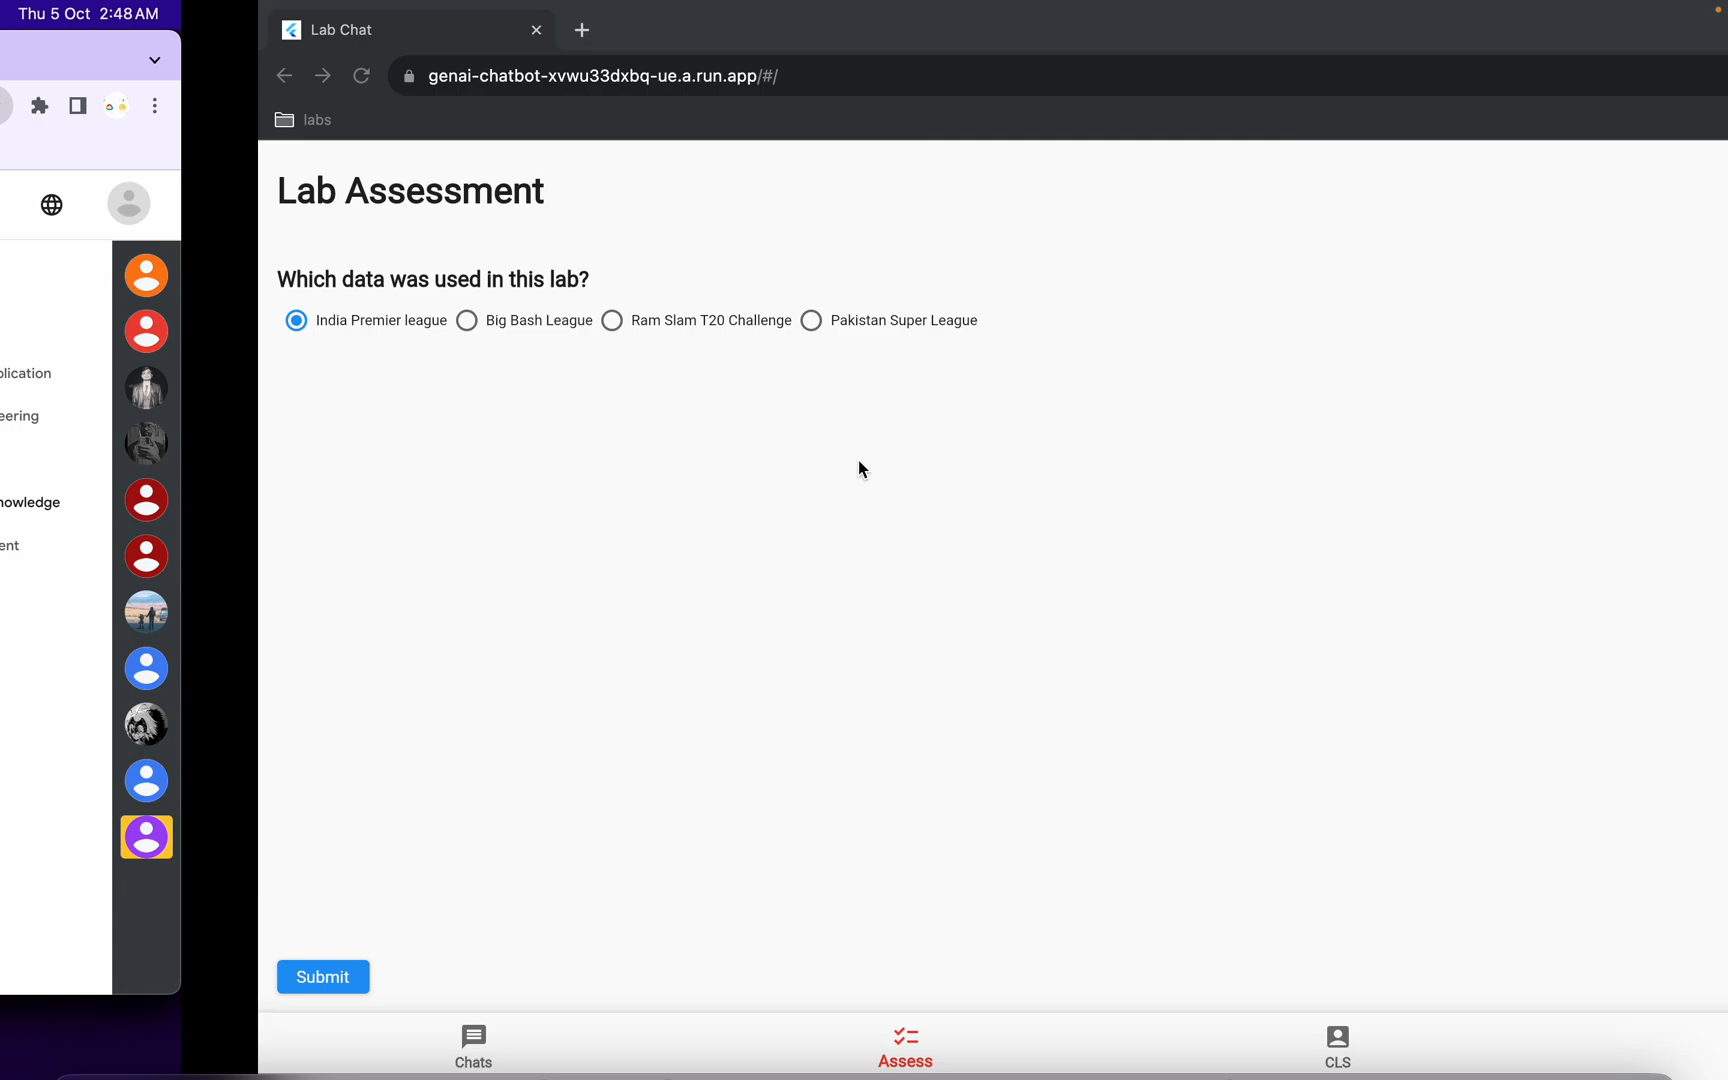 Thu 5 Oct 2:48 AM
Lab Chat
genai-chatbot-xvwu33dxbq-ue.a.run.app/#/
labs
Lab Assessment
Which data was used in this lab?
India Premier league Big Bash League Ram Slam T20 Challenge Pakistan Super League
plication
eering
nowledge
ent
Submit
Chats
Assess
CLS